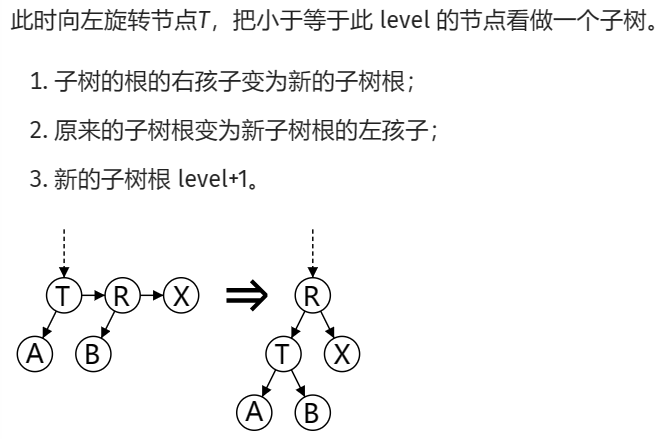 此时向左旋转节点T，把小于等于此 level 的节点看做一个子树。
1. 子树的根的右孩子变为新的子树根；
2. 原来的子树根变为新子树根的左孩子；
3. 新的子树根 level+1。
T R X ⇒ R
A B T X
A B